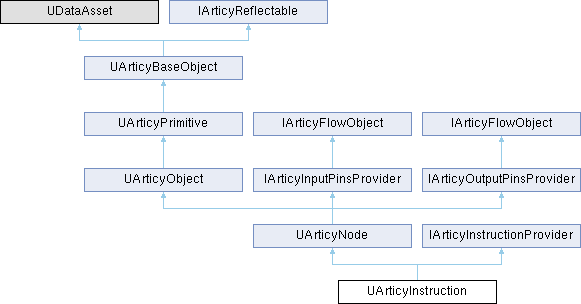 UDataAsset IArticyReflectable
UArticyBaseObject
UArticyPrimitive IArticyFlowObject IArticyFlowObject
UArticyObject IArticyInputPinsProvider IArticyOutputPinsProvider
UArticyNode IArticyInstructionProvider
UArticyInstruction